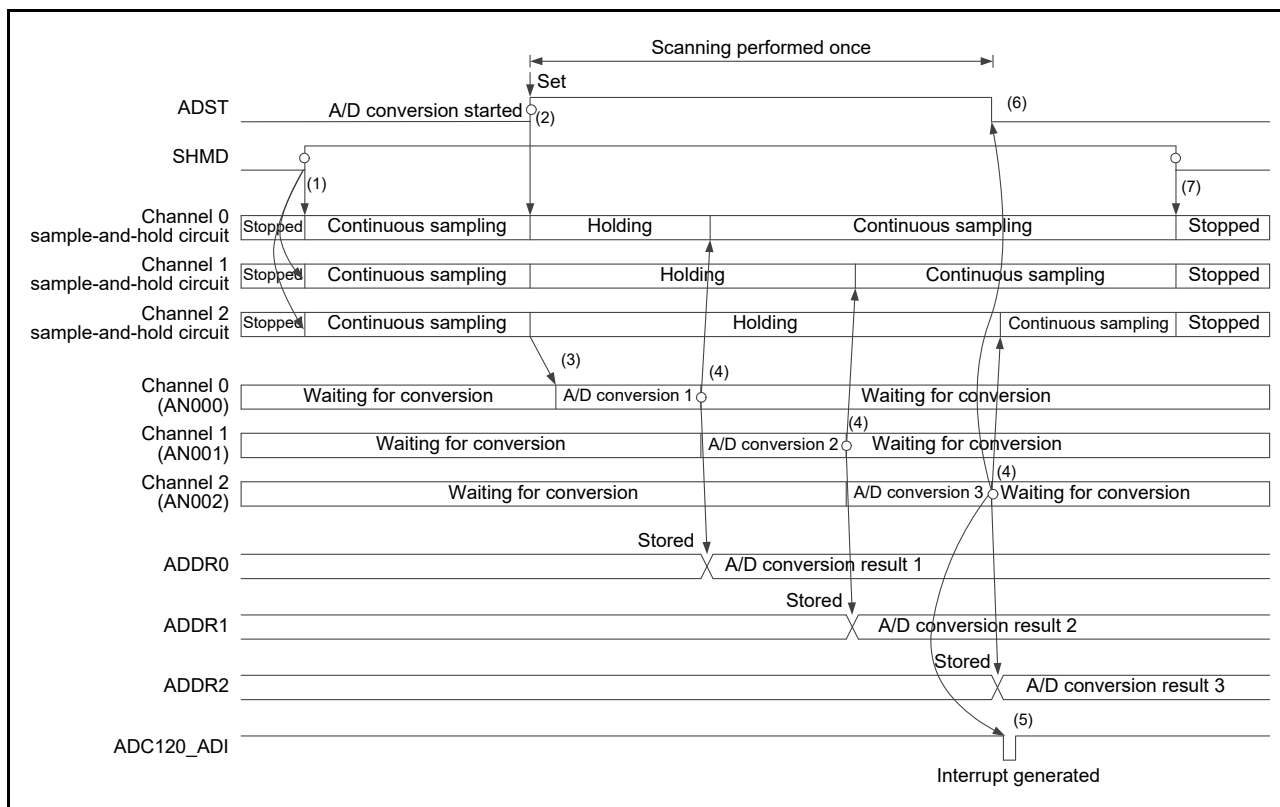 Scanning performed once
Set
ADST
A/D conversion started
(2)
(6)
SHMD
(1)
(7)
Channel 0
sample-and-hold circuit
Stopped
Continuous sampling
Holding
Continuous sampling
Stopped
Channel 1
sample-and-hold circuit
Stopped
Continuous sampling
Holding
Continuous sampling
Stopped
Channel 2
sample-and-hold circuit
Stopped
Continuous sampling
Holding
Continuous sampling
Stopped
(3)
(4)
Channel 0
(AN000)
Waiting for conversion
A/D conversion 1
Waiting for conversion
(4)
Channel 1
(AN001)
Waiting for conversion
A/D conversion 2
Waiting for conversion
(4)
Channel 2
(AN002)
Waiting for conversion
A/D conversion 3
Waiting for conversion
Stored
ADDR0
A/D conversion result 1
Stored
ADDR1
A/D conversion result 2
Stored
ADDR2
A/D conversion result 3
(5)
ADC120_ADI
Interrupt generated